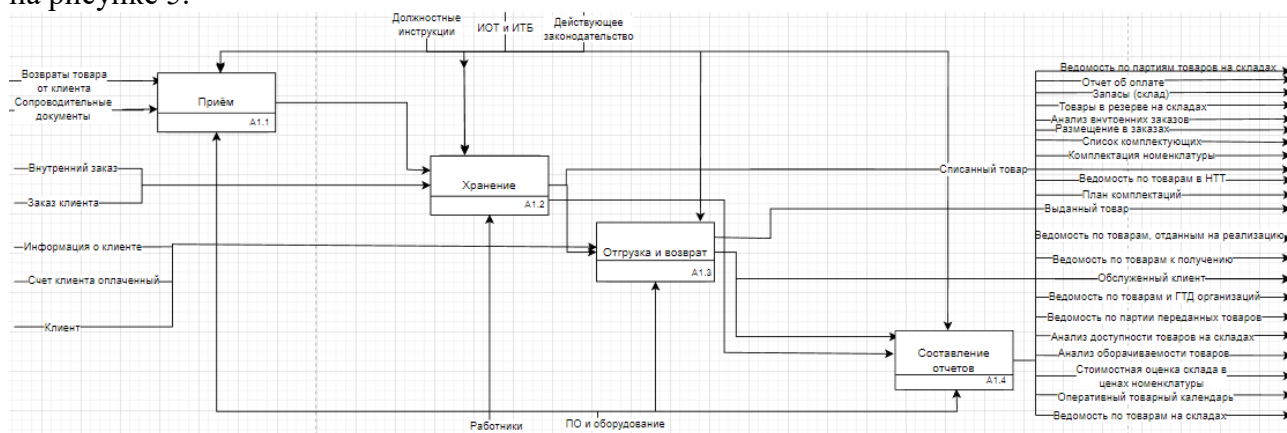 на рисунке 3.
Должностные
инструкции
ИОТ и ИТБ
Действующее
законодательство
Возвраты товара
от клиента
Сопроводительные
документы
Приём
А1.1
Внутренний заказ
Заказ клиента
Хранение
А1.2
Информация о клиенте
Счет клиента оплаченный
Клиент
Отгрузка и возврат
А1.3
Составление
отчетов
А1.4
Работники
ПО и оборудование
Ведомость по партиям товаров на складах
Отчет об оплате
Запасы (склад)
Товары в резерве на складах
Анализ внутренних заказов
Размещение в заказах
Список комплектующих
Комплектация номенклатуры
Списанный товар
Ведомость по товарам в НТТ
План комплектаций
Выданный товар
Ведомость по товарам, отданным на реализацию
Ведомость по товарам к получению
Обслуженный клиент
Ведомость по товарам и ГТД организаций
Ведомость по партии переданных товаров
Анализ доступности товаров на складах
Анализ оборачиваемости товаров
Стоимостная оценка склада в
ценах номенклатуры
Оперативный товарный календарь
Ведомость по товарам на складах